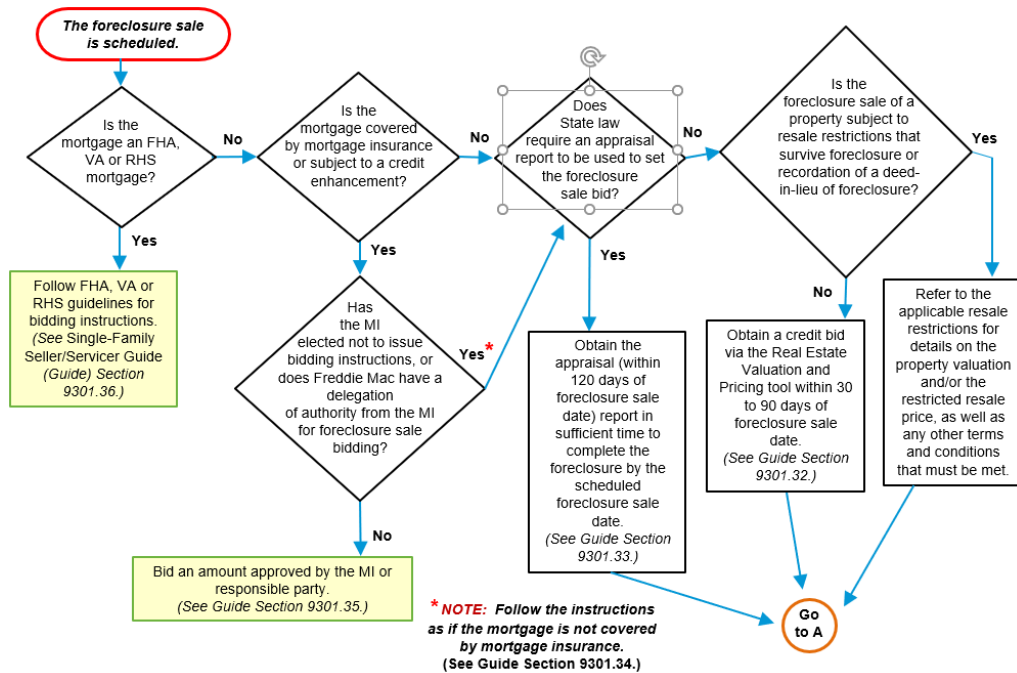 The foreclosure sale
is scheduled.
Is the
mortgage an FHA,
VA or RHS
mortgage?
No
Yes
Follow FHA, VA or
RHS guidelines for
bidding instructions.
(See Single-Family
Seller/Servicer Guide
(Guide) Section
9301.36.)
Is the
mortgage covered
by mortgage insurance
or subject to a credit
enhancement?
No
Yes
Has
the MI
elected not to issue
bidding instructions, or
does Freddie Mac have a
delegation
of authority from the MI
for foreclosure sale
bidding?
Yes*
No
Bid an amount approved by the MI or
responsible party.
(See Guide Section 9301.35.)
Does
State law
require an appraisal
report to be used to set
the foreclosure
sale bid?
No
Yes
Obtain the
appraisal (within
120 days of
foreclosure sale
date) report in
sufficient time to
complete the
foreclosure by the
scheduled
foreclosure sale
date.
(See Guide Section
9301.33.)
Is the
foreclosure sale of a
property subject to
resale restrictions that
survive foreclosure or
recordation of a deed-
in-lieu of foreclosure?
Yes
No
Obtain a credit bid
via the Real Estate
Valuation and
Pricing tool within 30
to 90 days of
foreclosure sale
date.
(See Guide Section
9301.32.)
Refer to the
applicable resale
restrictions for
details on the
property valuation
and/or the
restricted resale
price, as well as
any other terms
and conditions
that must be met.
* NOTE: Follow the instructions
as if the mortgage is not covered
by mortgage insurance.
(See Guide Section 9301.34.)
Go
to A